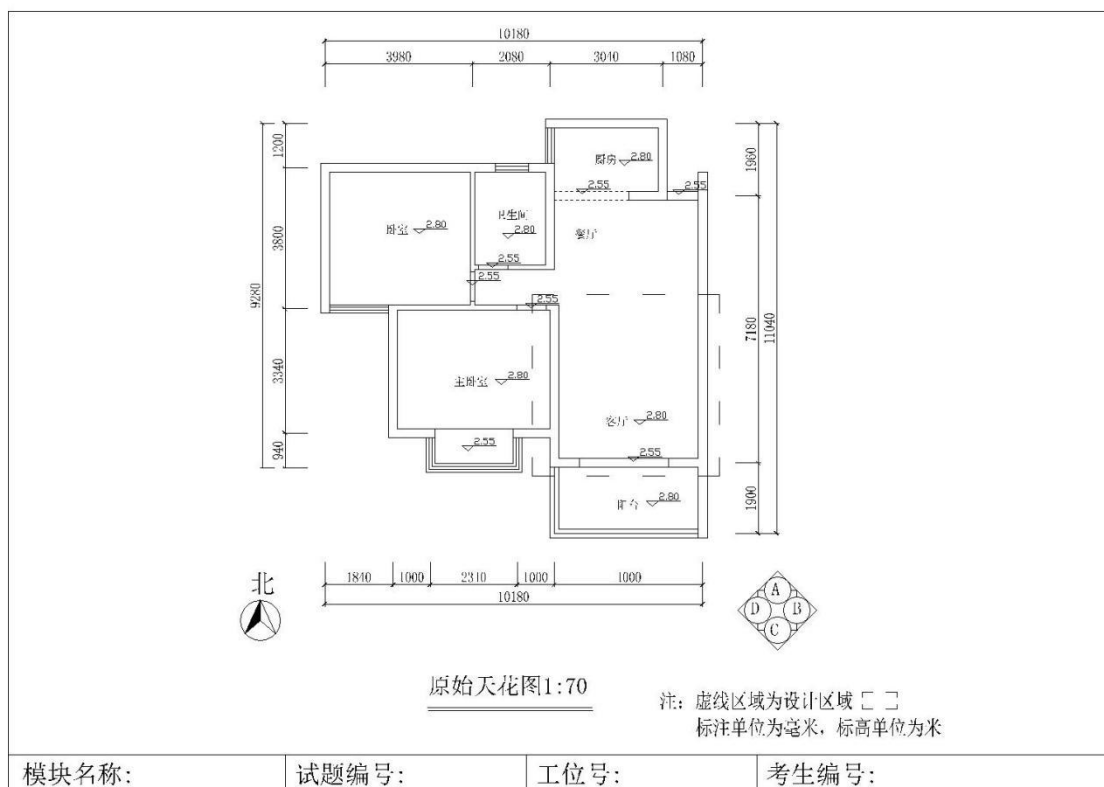 10180
3980 2080 3040 1080
厨房 2.80
2.55 2.55
卧室 2.80
卫生间
2.80
餐厅
2.55
2.55
2.55
主卧室 2.80
客厅 2.80
2.55
2.55
阳台 2.80
1200
3800
3340
940
9280
1960
7180
1900
11040
1840 1000 2310 1000 1000
10180
北
A
D B
C
原始天花图1:70
注: 虚线区域为设计区域
标注单位为毫米, 标高单位为米
模块名称: 试题编号: 工位号: 考生编号: